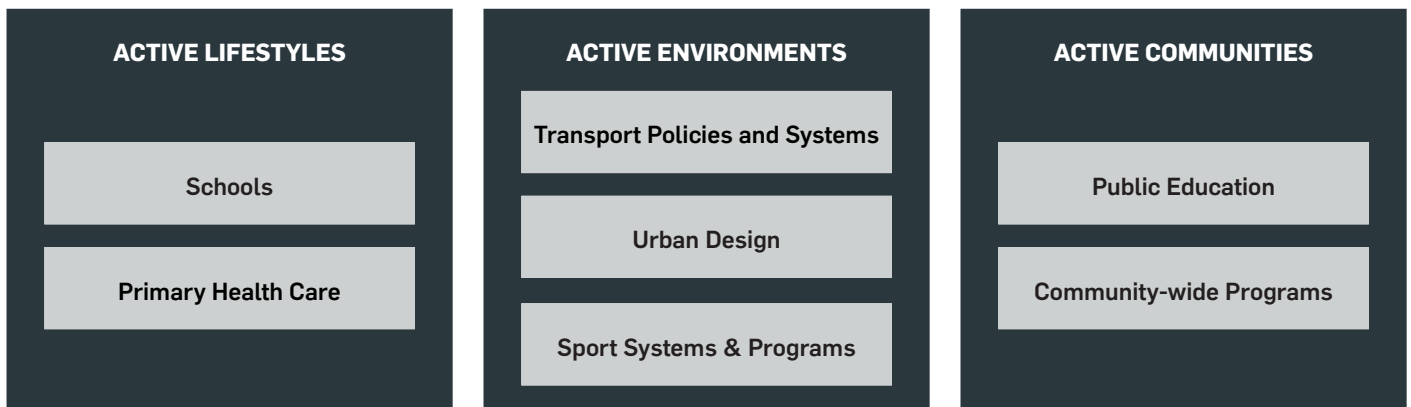 ACTIVE LIFESTYLES
Schools
Primary Health Care
ACTIVE ENVIRONMENTS
Transport Policies and Systems
Urban Design
Sport Systems & Programs
ACTIVE COMMUNITIES
Public Education
Community-wide Programs